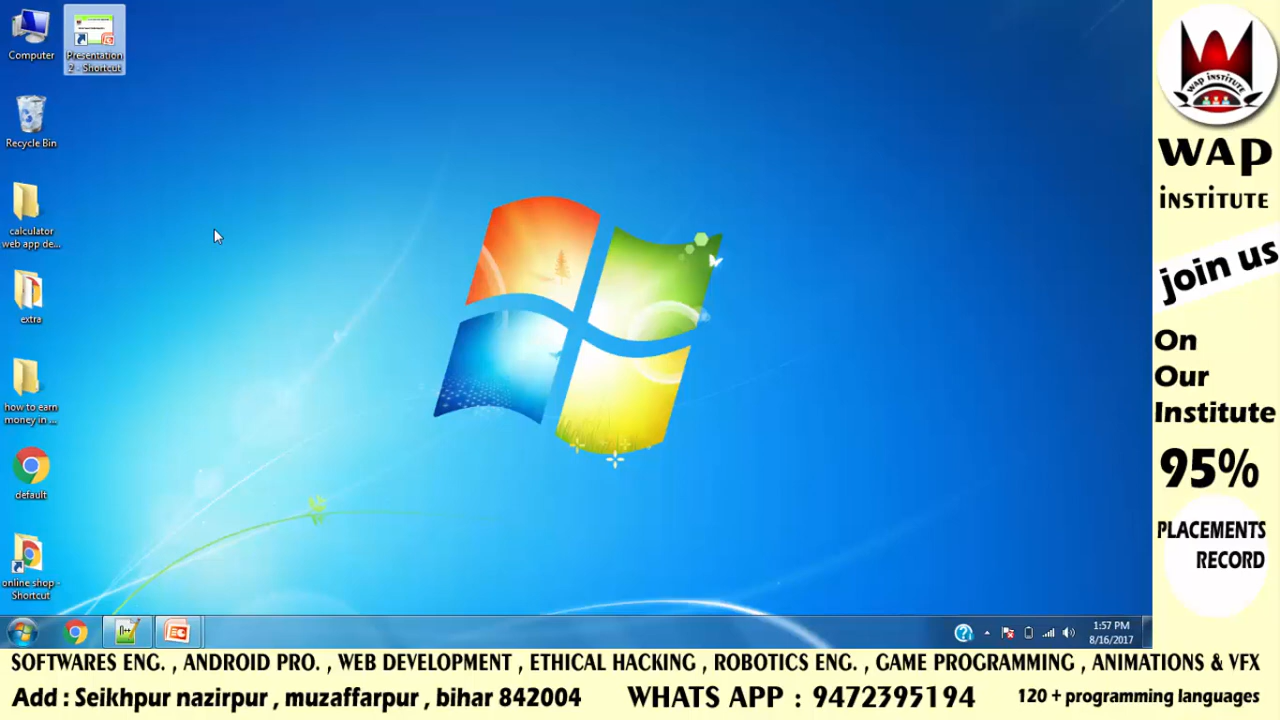 Computer
Presentation
2 - Shortcut
Recycle Bin
calculator
web app de...
extra
how to earn
money in ...
default
online shop -
Shortcut
1:57 PM
8/16/2017
wap institute
wap
institute
join us
On
Our
Institute
95%
PLACEMENTS
RECORD
SOFTWARES ENG. , ANDROID PRO. , WEB DEVELOPMENT , ETHICAL HACKING , ROBOTICS ENG. , GAME PROGRAMMING , ANIMATIONS & VFX
Add : Seikhpur nazirpur , muzaffarpur , bihar 842004
WHATS APP : 9472395194
120 + programming languages